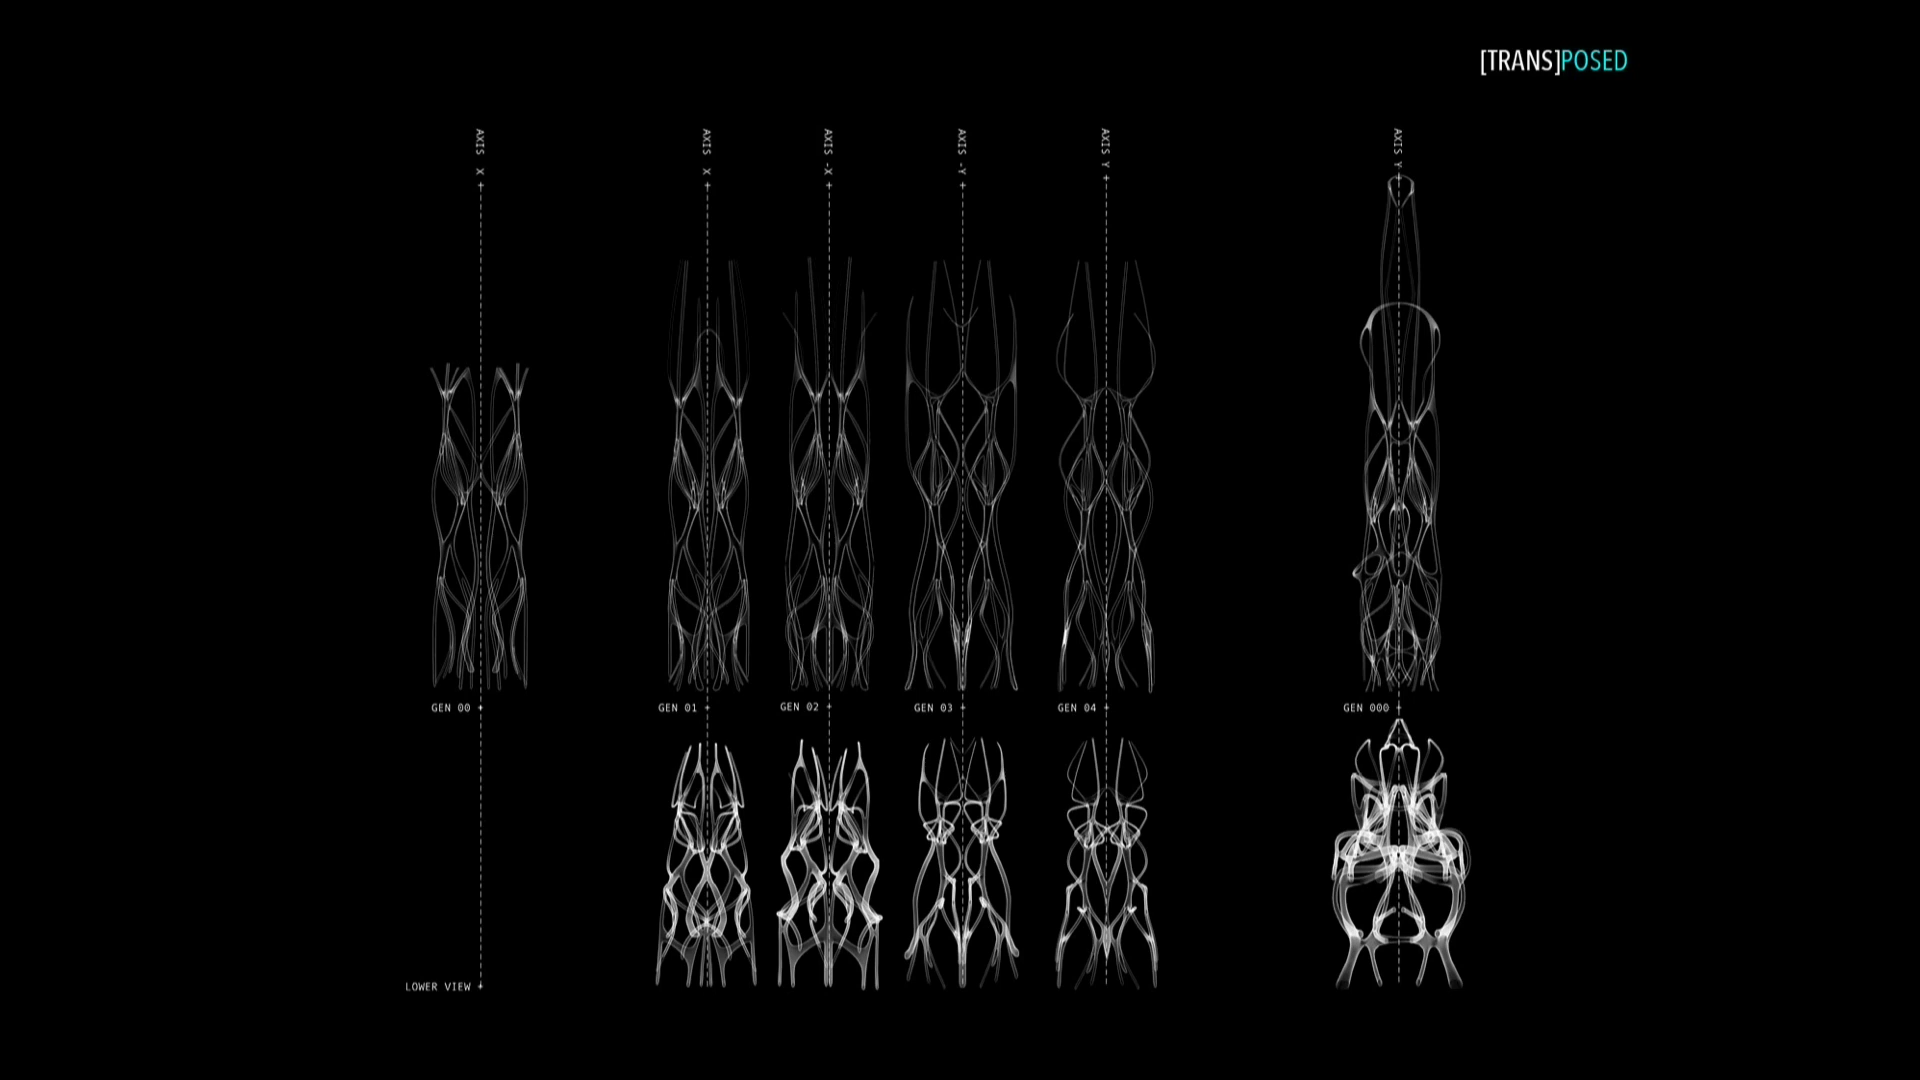 [TRANS]POSED
AXIS X
AXIS X
AXIS -X
AXIS -Y
AXIS Y
AXIS Y
GEN 00
GEN 01
GEN 02
GEN 03
GEN 04
GEN 000
LOWER VIEW